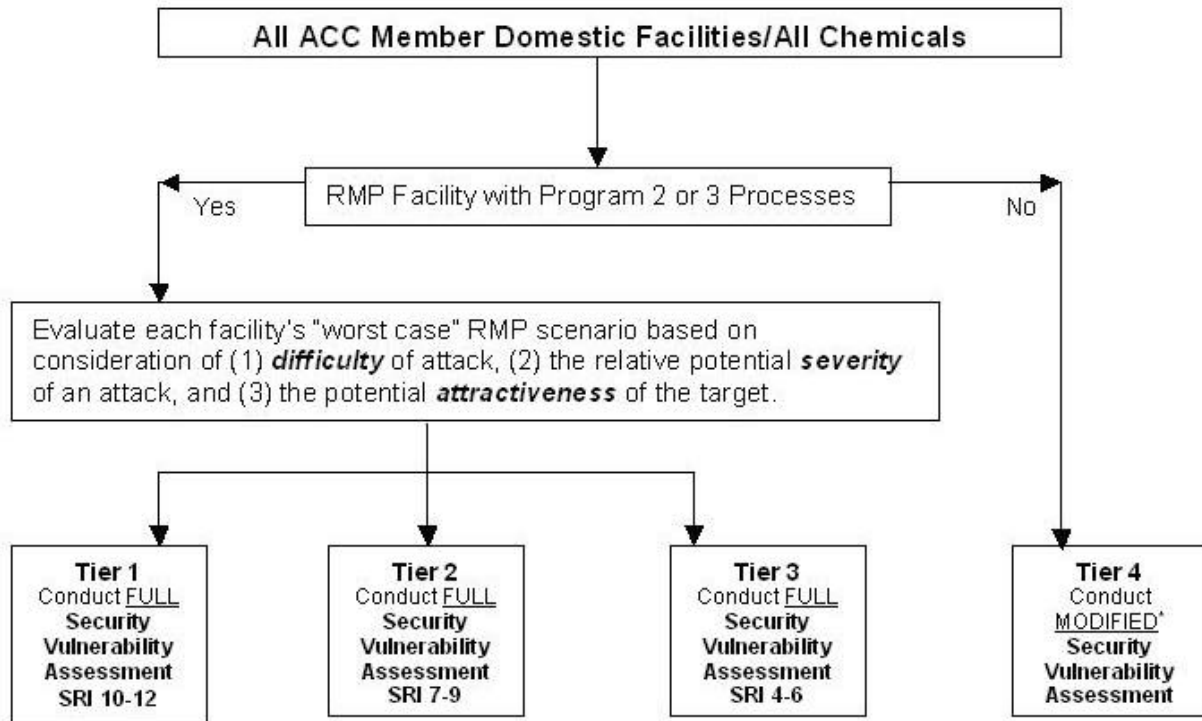 All ACC Member Domestic Facilities/All Chemicals
RMP Facility with Program 2 or 3 Processes
Yes
No
Evaluate each facility's "worst case" RMP scenario based on
consideration of (1) difficulty of attack, (2) the relative potential severity
of an attack, and (3) the potential attractiveness of the target.
Tier 1
Conduct FULL
Security
Vulnerability
Assessment
SRI 10-12
Tier 2
Conduct FULL
Security
Vulnerability
Assessment
SRI 7-9
Tier 3
Conduct FULL
Security
Vulnerability
Assessment
SRI 4-6
Tier 4
Conduct
MODIFIED*
Security
Vulnerability
Assessment